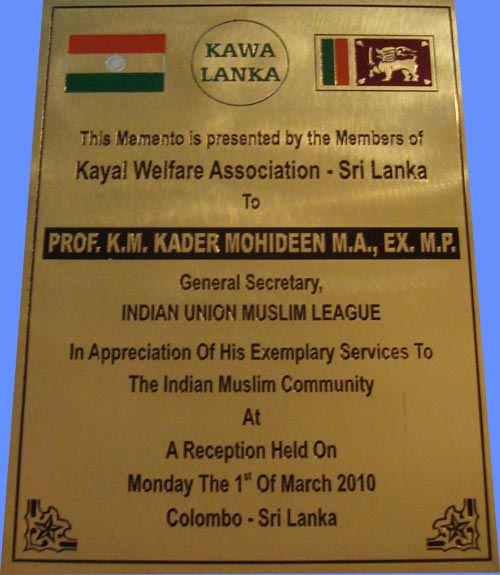 KAWA
LANKA
This Memento is presented by the Members of
Kayal Welfare Association - Sri Lanka
To
PROF. K.M. KADER MOHIDEEN M.A., EX. M.P.
General Secretary,
INDIAN UNION MUSLIM LEAGUE
In Appreciation Of His Exemplary Services To
The Indian Muslim Community
At
A Reception Held On
Monday The 1st Of March 2010
Colombo - Sri Lanka